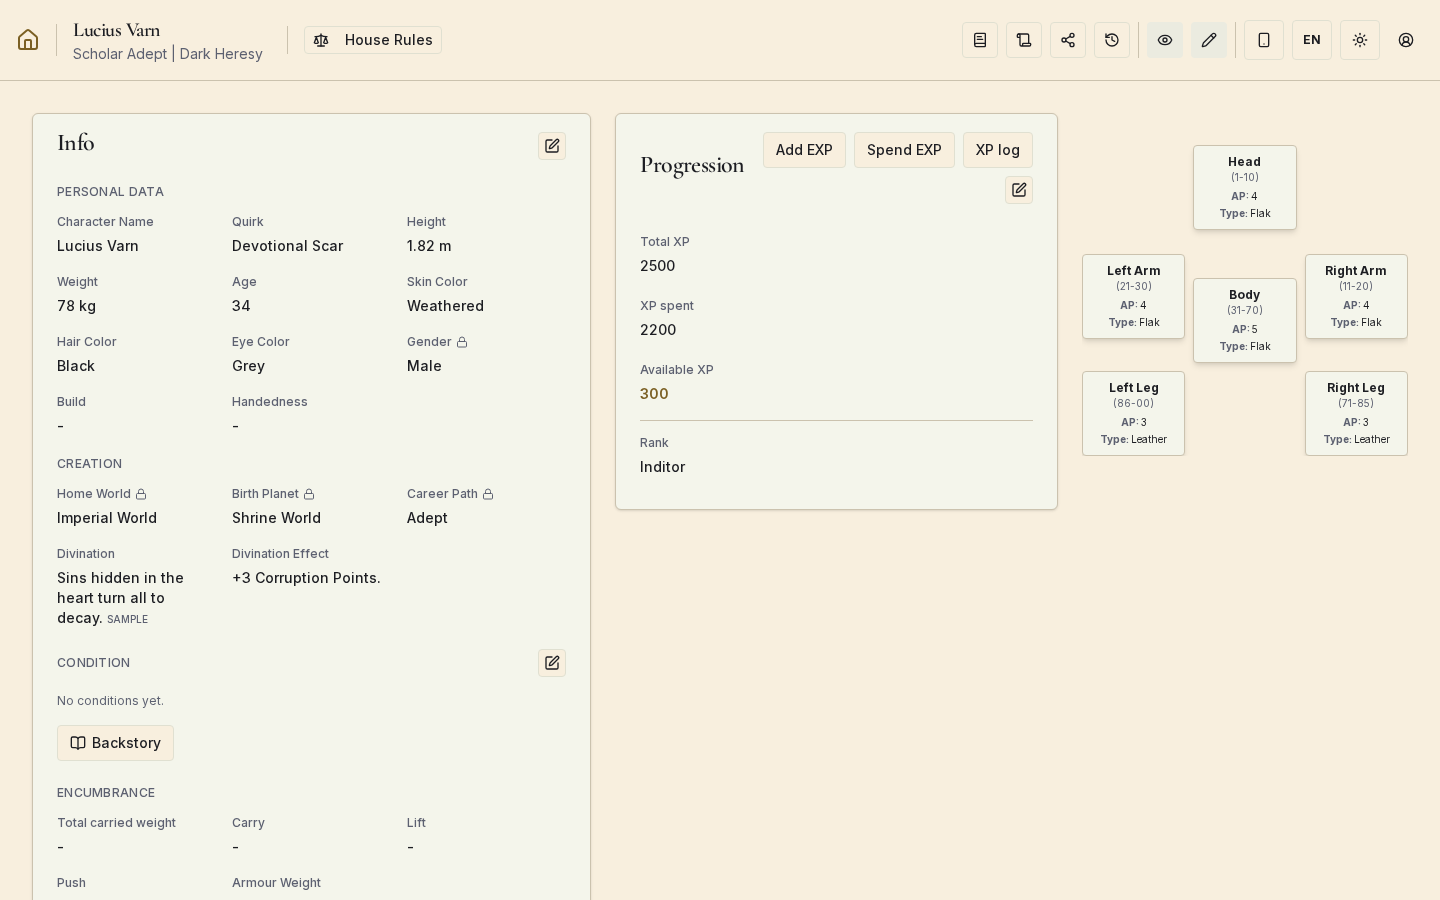 Lucius Varn
Scholar Adept | Dark Heresy
House Rules
EN
Info
PERSONAL DATA
Character Name
Lucius Varn
Quirk
Devotional Scar
Height
1.82 m
Weight
78 kg
Age
34
Skin Color
Weathered
Hair Color
Black
Eye Color
Grey
Gender
Male
Build
-
Handedness
-
CREATION
Home World
Imperial World
Birth Planet
Shrine World
Career Path
Adept
Divination
Sins hidden in the
heart turn all to
decay. SAMPLE
Divination Effect
+3 Corruption Points.
CONDITION
No conditions yet.
Backstory
ENCUMBRANCE
Total carried weight
-
Carry
-
Lift
-
Push
Armour Weight
Progression
Add EXP
Spend EXP
XP log
Total XP
2500
XP spent
2200
Available XP
300
Rank
Inditor
Head
(1-10)
AP: 4
Type: Flak
Left Arm
(21-30)
AP: 4
Type: Flak
Body
(31-70)
AP: 5
Type: Flak
Right Arm
(11-20)
AP: 4
Type: Flak
Left Leg
(86-00)
AP: 3
Type: Leather
Right Leg
(71-85)
AP: 3
Type: Leather